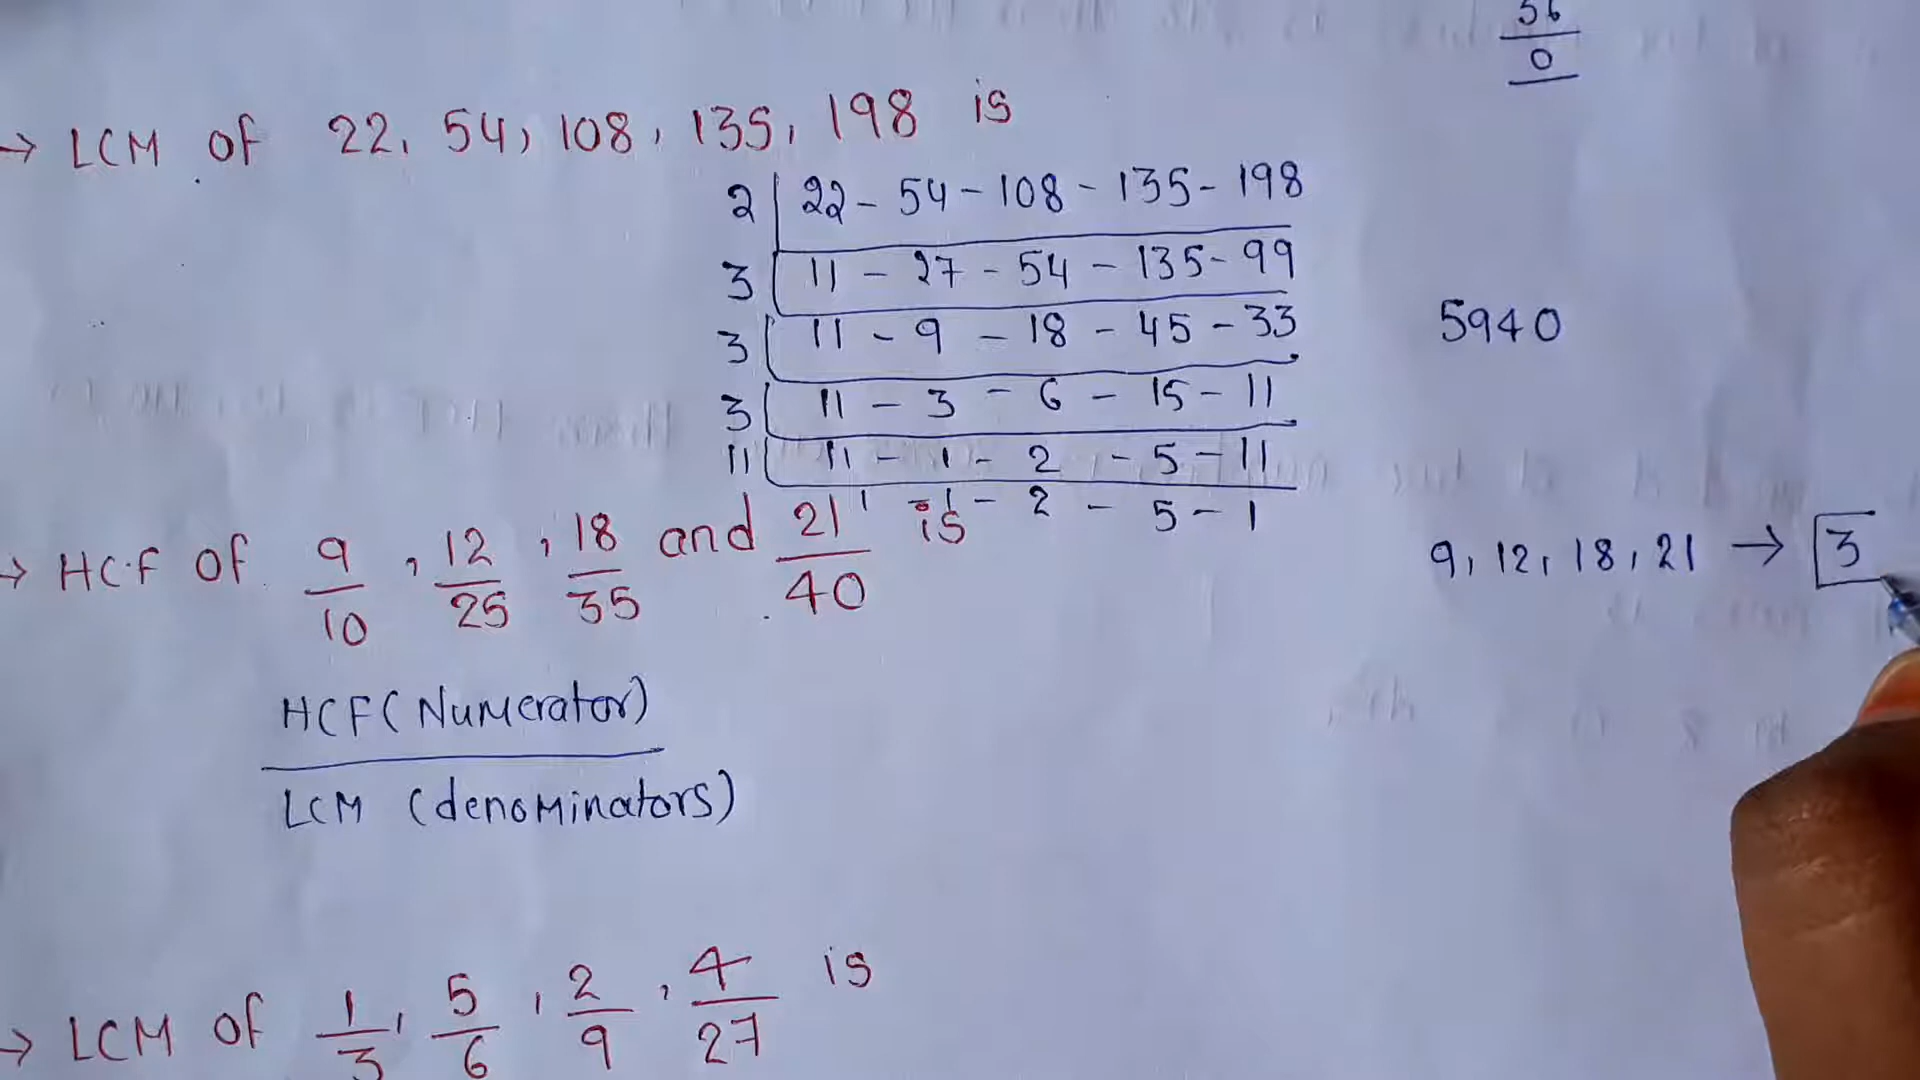 56
0
→ LCM of 22, 54, 108, 135, 198 is
2 | 22 - 54 - 108 - 135 - 198
3 | 11 - 27 - 54 - 135 - 99
3 | 11 - 9 - 18 - 45 - 33
5940
3 | 11 - 3 - 6 - 15 - 11
11 | 11 - 1 - 2 - 5 - 11
1 - 1 - 2 - 5 - 1
→ HCF of 9/10, 12/25, 18/35 and 21/40 is
9, 12, 18, 21 → 3
HCF (Numerator)
LCM (denominators)
→ LCM of 1/3, 5/6, 2/9, 4/27 is